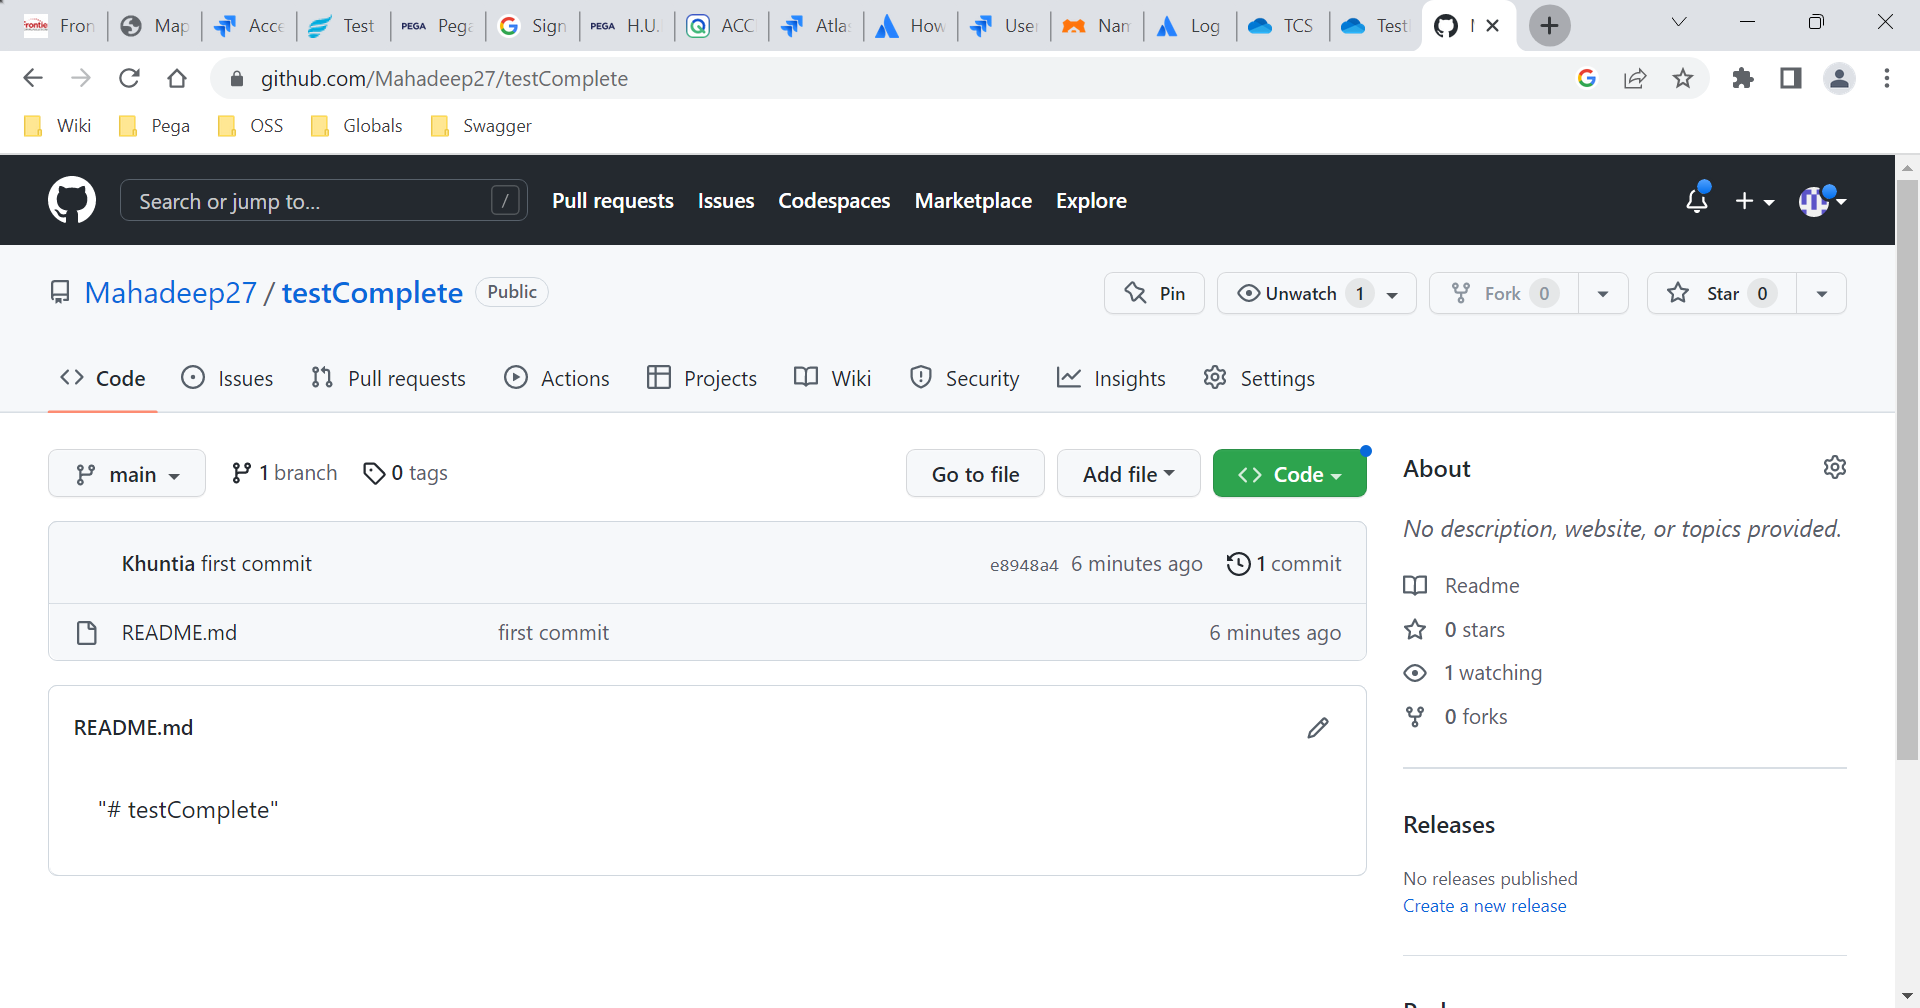 Fron Map Acce Test PEGA Pega Sign PEGA H.U. ACC Atla How User Nam Log TCS Test
github.com/Mahadeep27/testComplete
Wiki Pega OSS Globals Swagger
Search or jump to... / Pull requests Issues Codespaces Marketplace Explore
Mahadeep27 / testComplete Public Pin Unwatch 1 Fork 0 Star 0
Code Issues Pull requests Actions Projects Wiki Security Insights Settings
main 1 branch 0 tags Go to file Add file Code
Khuntia first commit e8948a4 6 minutes ago 1 commit
README.md first commit 6 minutes ago
README.md
"# testComplete"
About
No description, website, or topics provided.
Readme
0 stars
1 watching
0 forks
Releases
No releases published
Create a new release